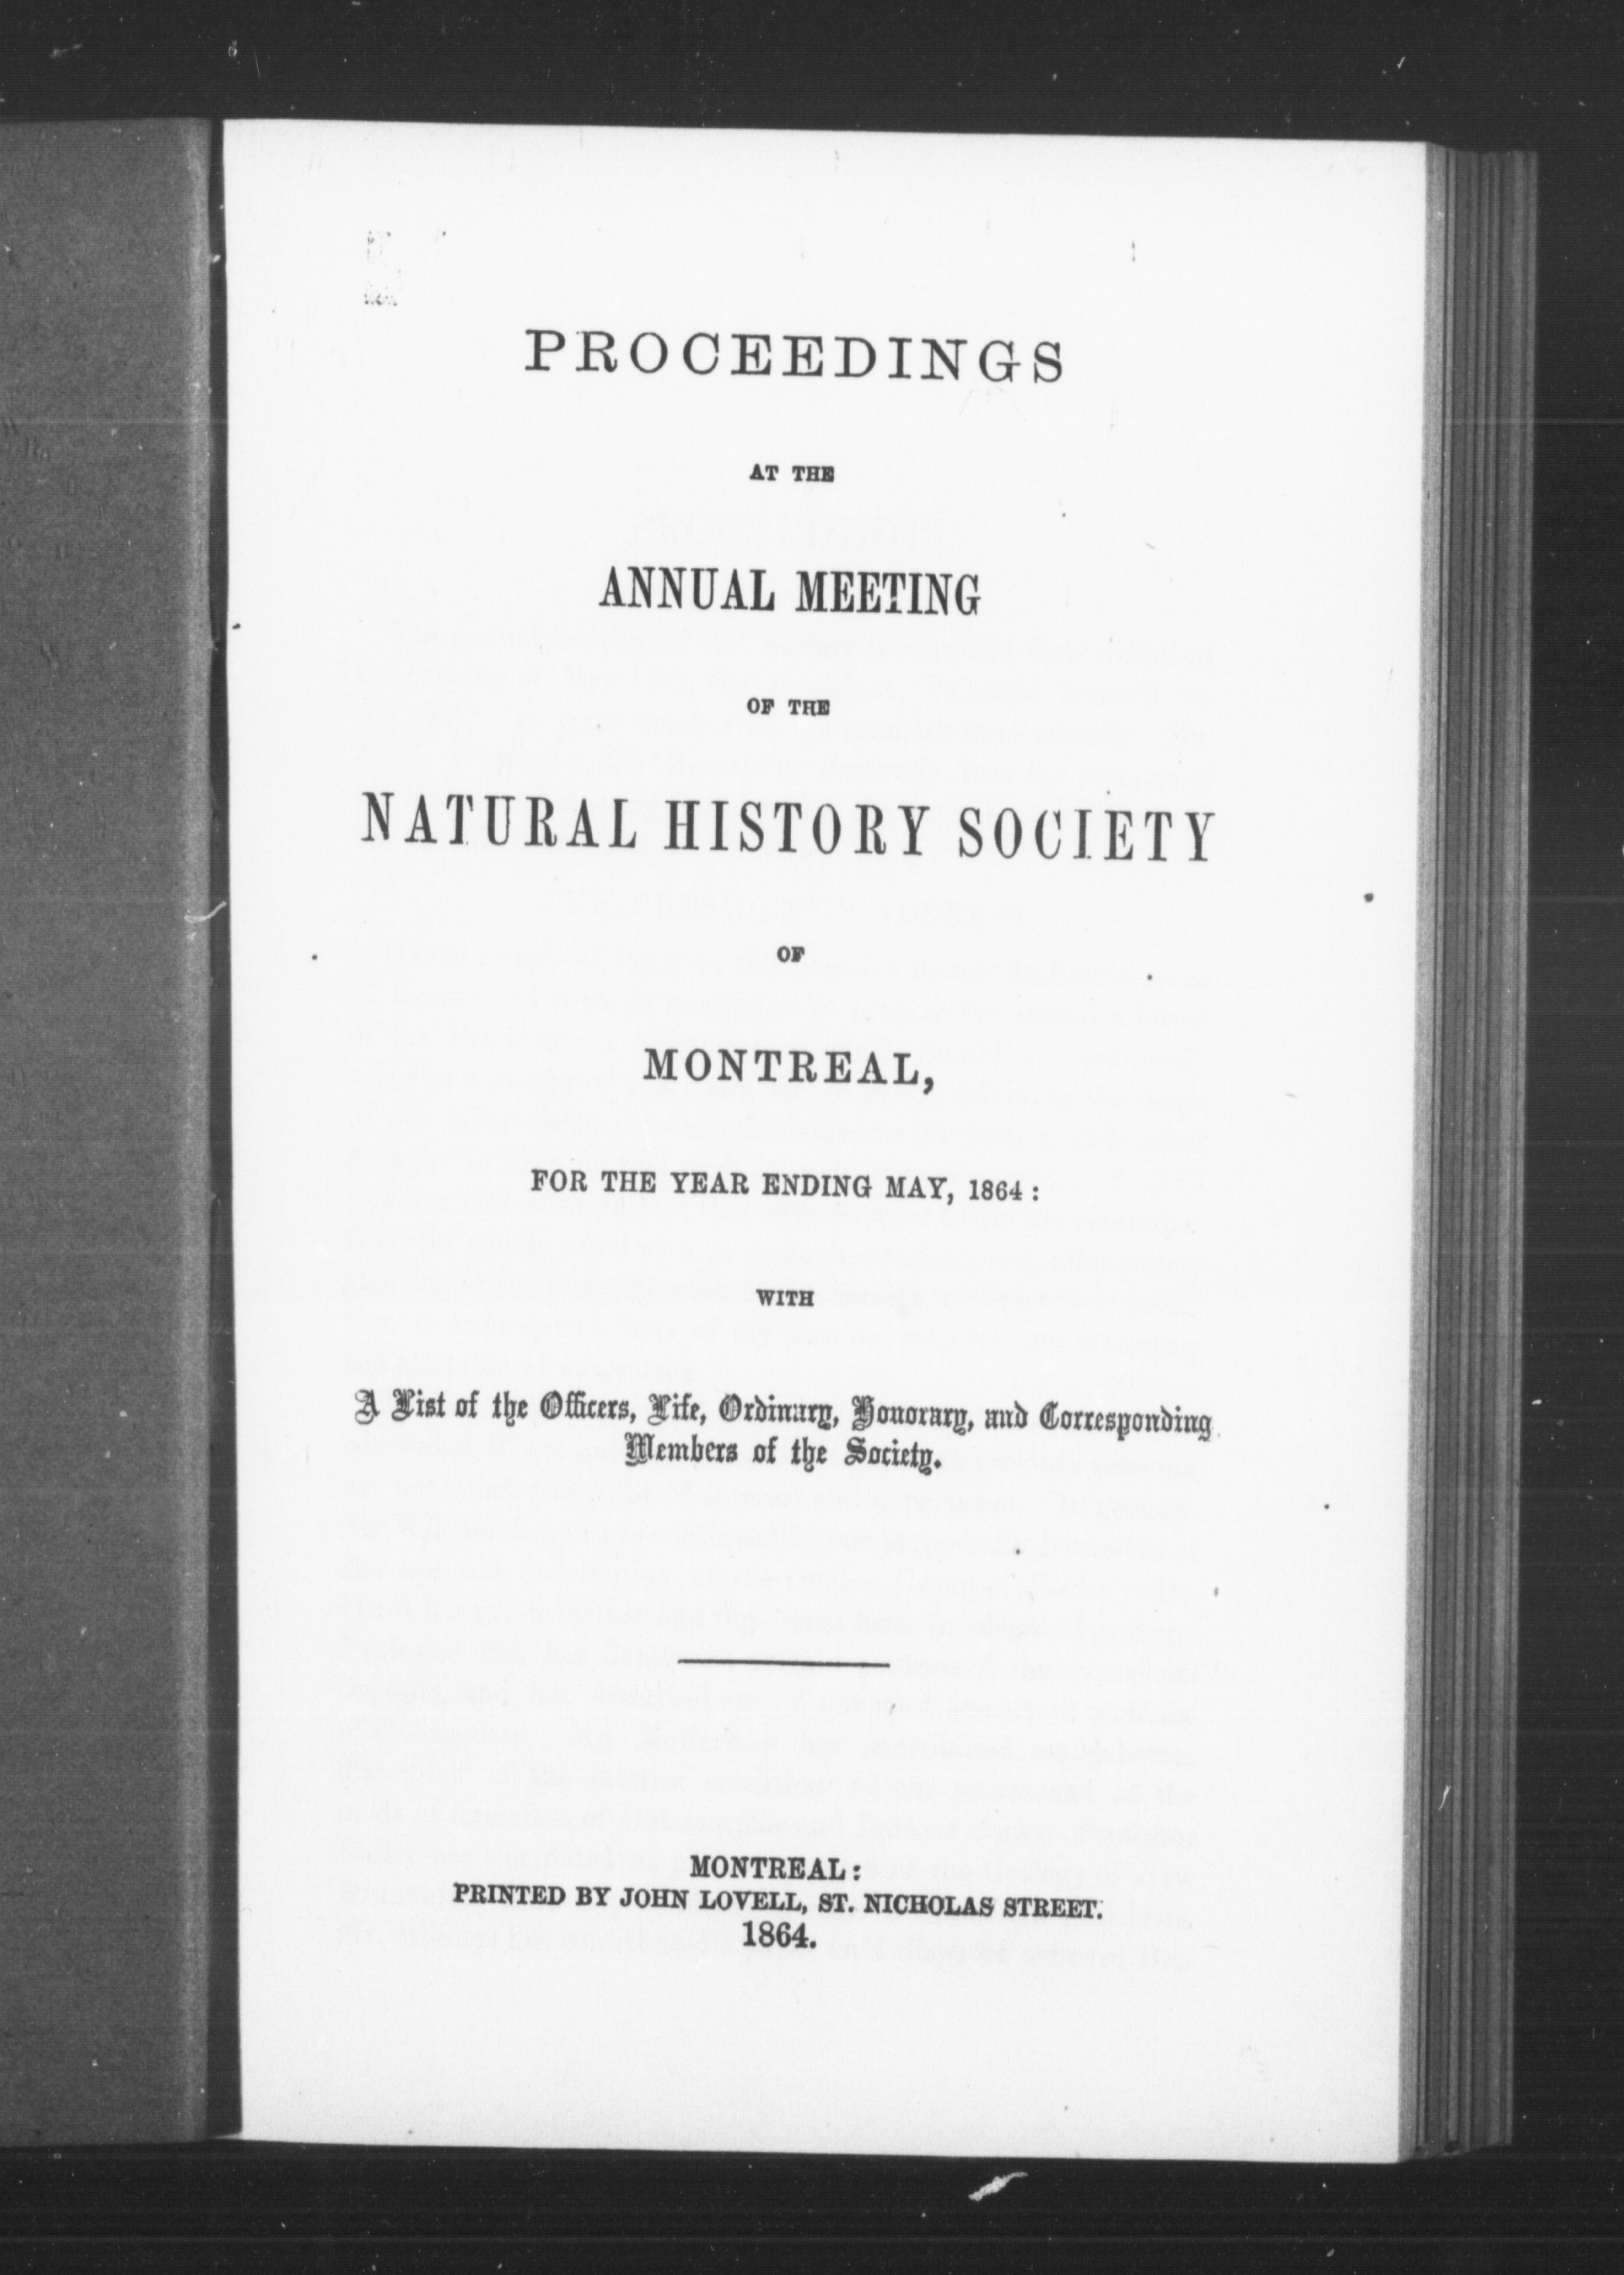 PROCEEDINGS
AT THE
ANNUAL MEETING
OF THE
NATURAL HISTORY SOCIETY
OF
MONTREAL,
FOR THE YEAR ENDING MAY, 1864 :
WITH
A List of the Officers, Life, Ordinary, Honorary, and Corresponding
Members of the Society.
MONTREAL :
PRINTED BY JOHN LOVELL, ST. NICHOLAS STREET.
1864.